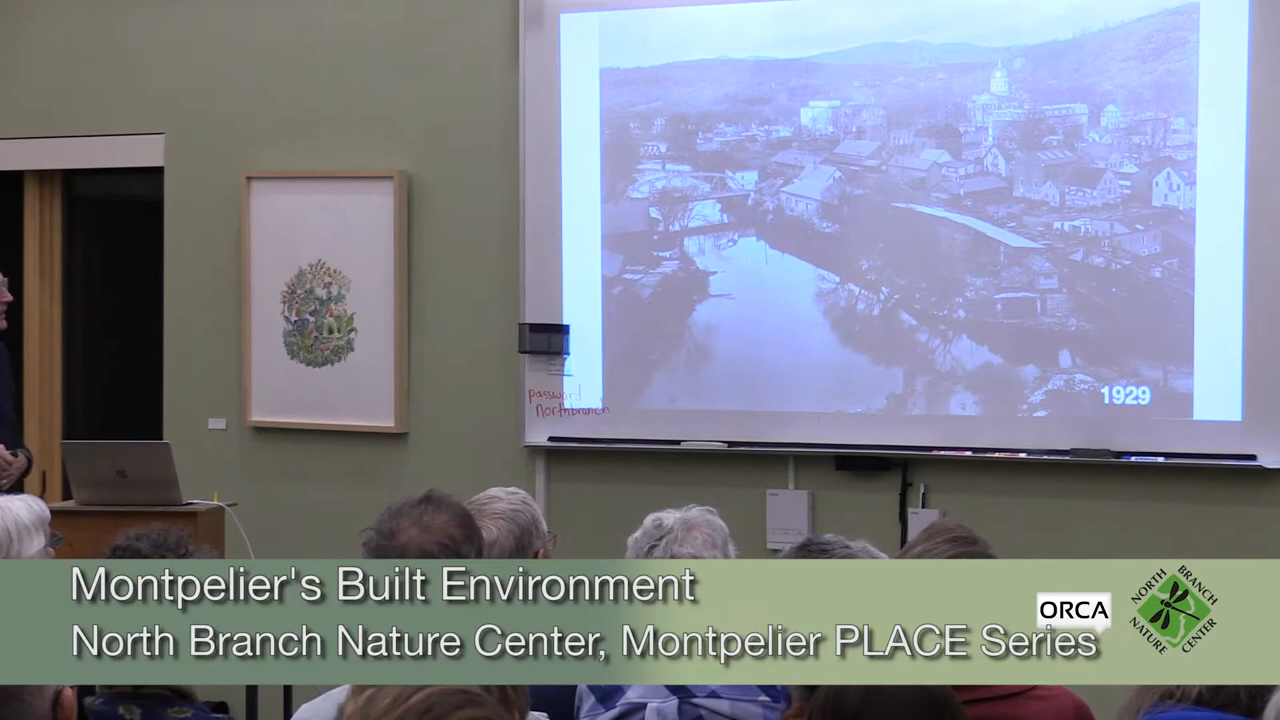 1929
password
northbranch
Montpelier's Built Environment
North Branch Nature Center, Montpelier PLACE Series
ORCA
NORTH BRANCH
NATURE CENTER